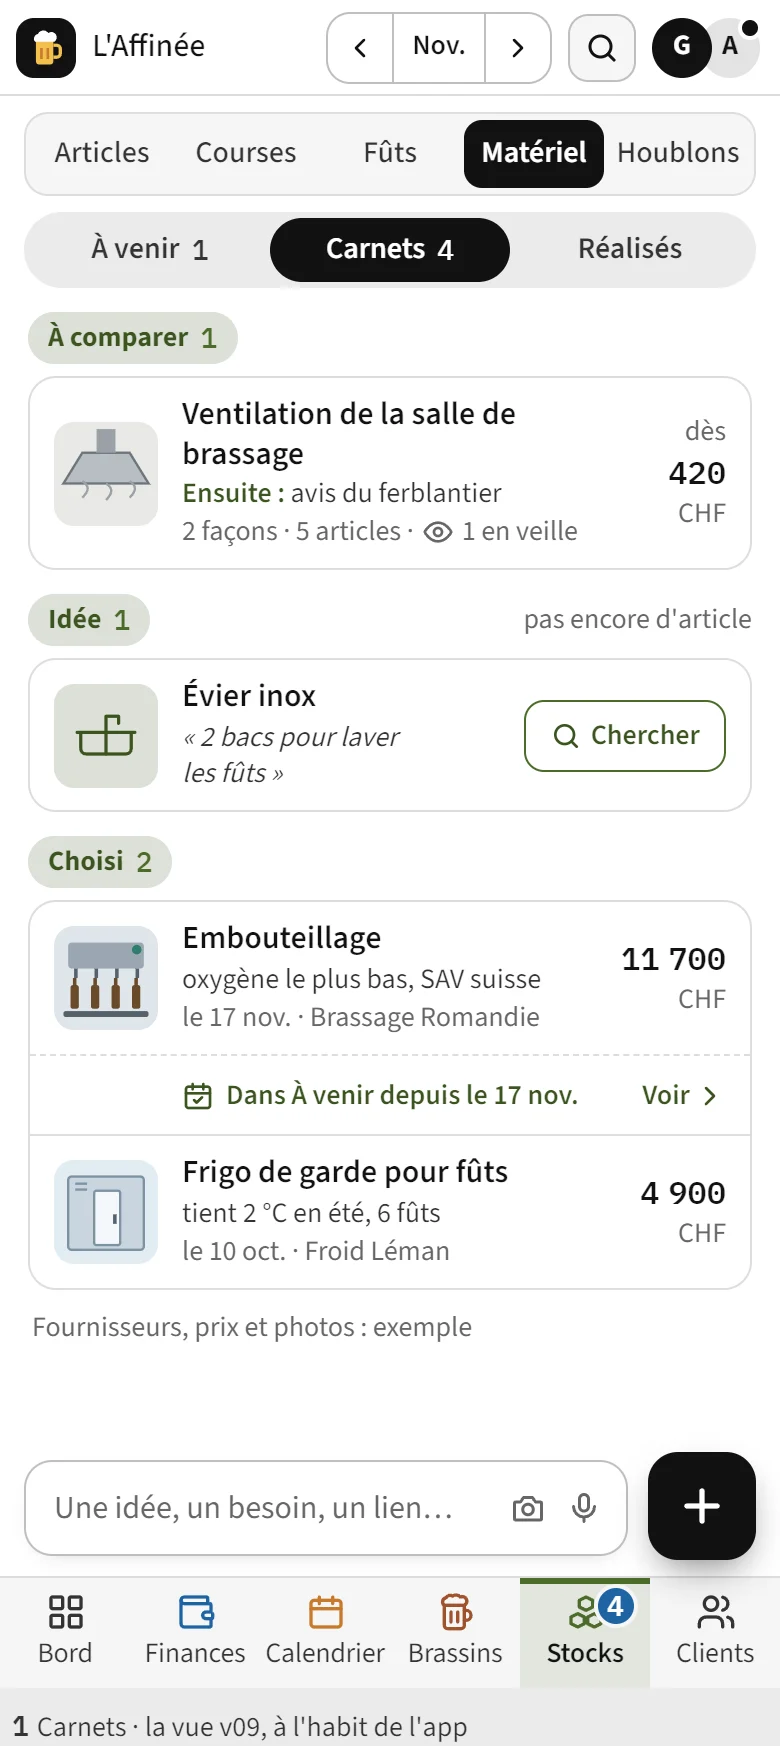 L'Affinée
Nov.
G
A
Articles Courses Fûts Matériel Houblons
À venir 1 Carnets 4 Réalisés
À comparer 1
Ventilation de la salle de
brassage
Ensuite : avis du ferblantier
2 façons · 5 articles · 1 en veille
dès
420
CHF
Idée 1
pas encore d'article
Évier inox
« 2 bacs pour laver
les fûts »
Chercher
Choisi 2
Embouteillage
oxygène le plus bas, SAV suisse
le 17 nov. · Brassage Romandie
11 700
CHF
Dans À venir depuis le 17 nov. Voir
Frigo de garde pour fûts
tient 2 °C en été, 6 fûts
le 10 oct. · Froid Léman
4 900
CHF
Fournisseurs, prix et photos : exemple
Une idée, un besoin, un lien…
4
Bord Finances Calendrier Brassins Stocks Clients
1 Carnets · la vue v09, à l'habit de l'app